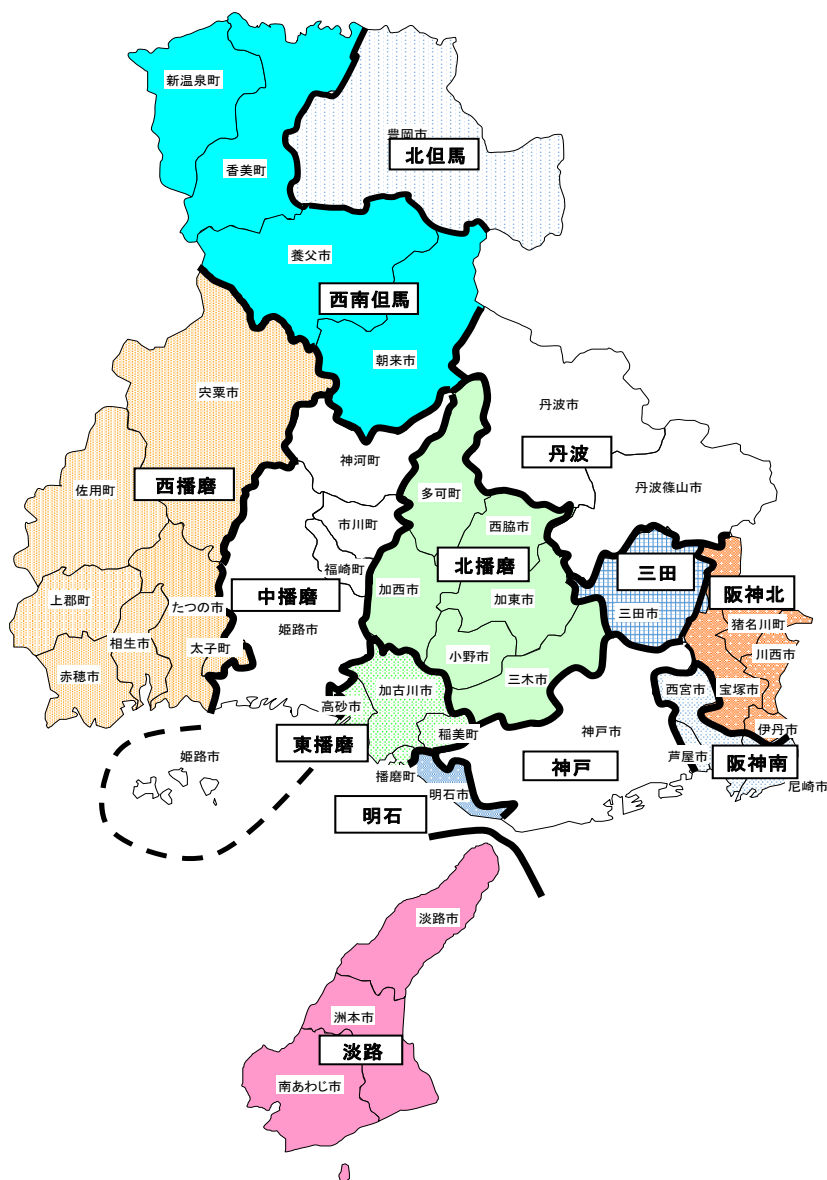 新温泉町
豊岡市
北但馬
香美町
養父市
西南但馬
朝来市
宍粟市
丹波市
丹波
神河町
西播磨
佐用町
多可町
丹波篠山市
市川町
西脇市
福崎町
北播磨
三田
阪神北
中播磨
加西市
加東市
上郡町
たつの市
三田市
猪名川町
姫路市
相生市
太子町
小野市
川西市
赤穂市
三木市
加古川市
西宮市
宝塚市
高砂市
稲美町
神戸市
伊丹市
東播磨
姫路市
芦屋市
阪神南
神戸
播磨町
尼崎市
明石市
明石
淡路市
洲本市
淡路
南あわじ市